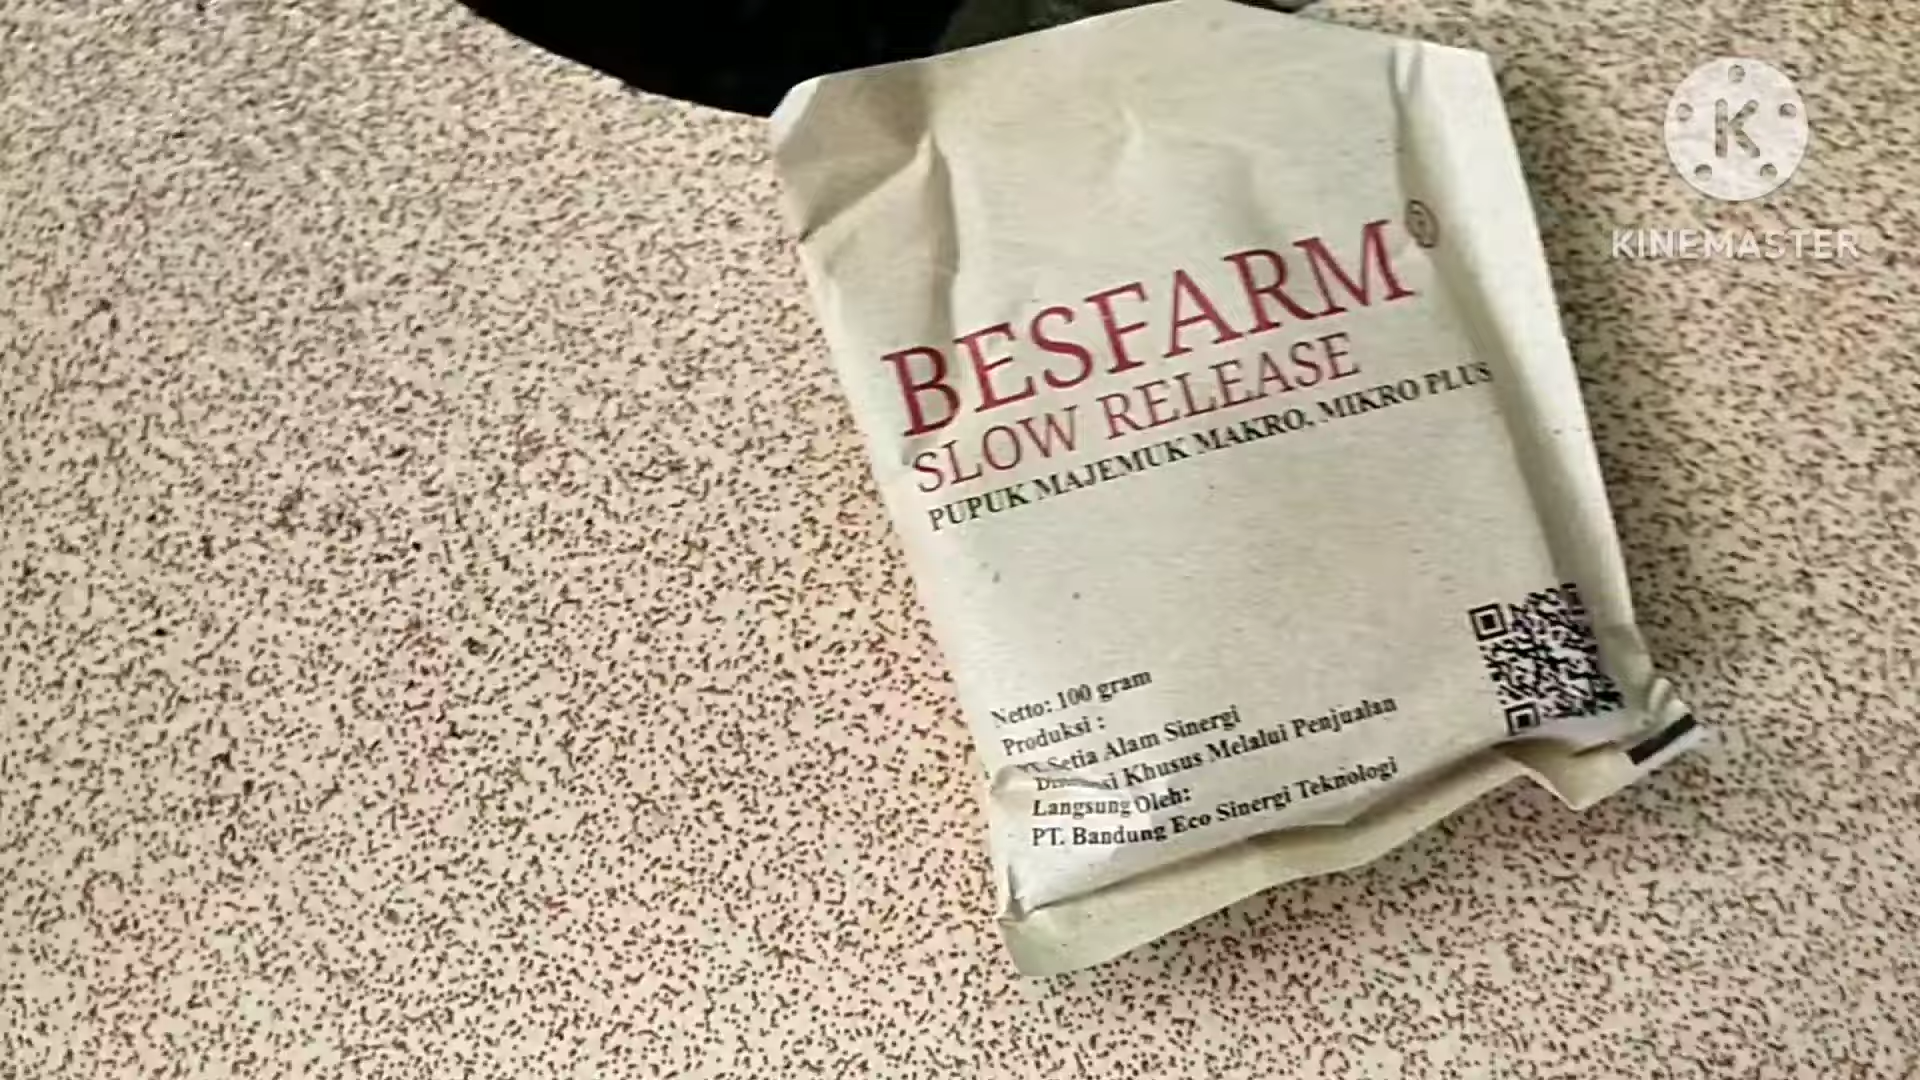 BESFARM®
SLOW RELEASE
PUPUK MAJEMUK MAKRO, MIKRO PLUS
Netto: 100 gram
Produksi :
Setia Alam Sinergi
Khusus Melalui Penjualan
Langsung Oleh:
PT. Bandung Eco Sinergi Teknologi
K
KINEMASTER